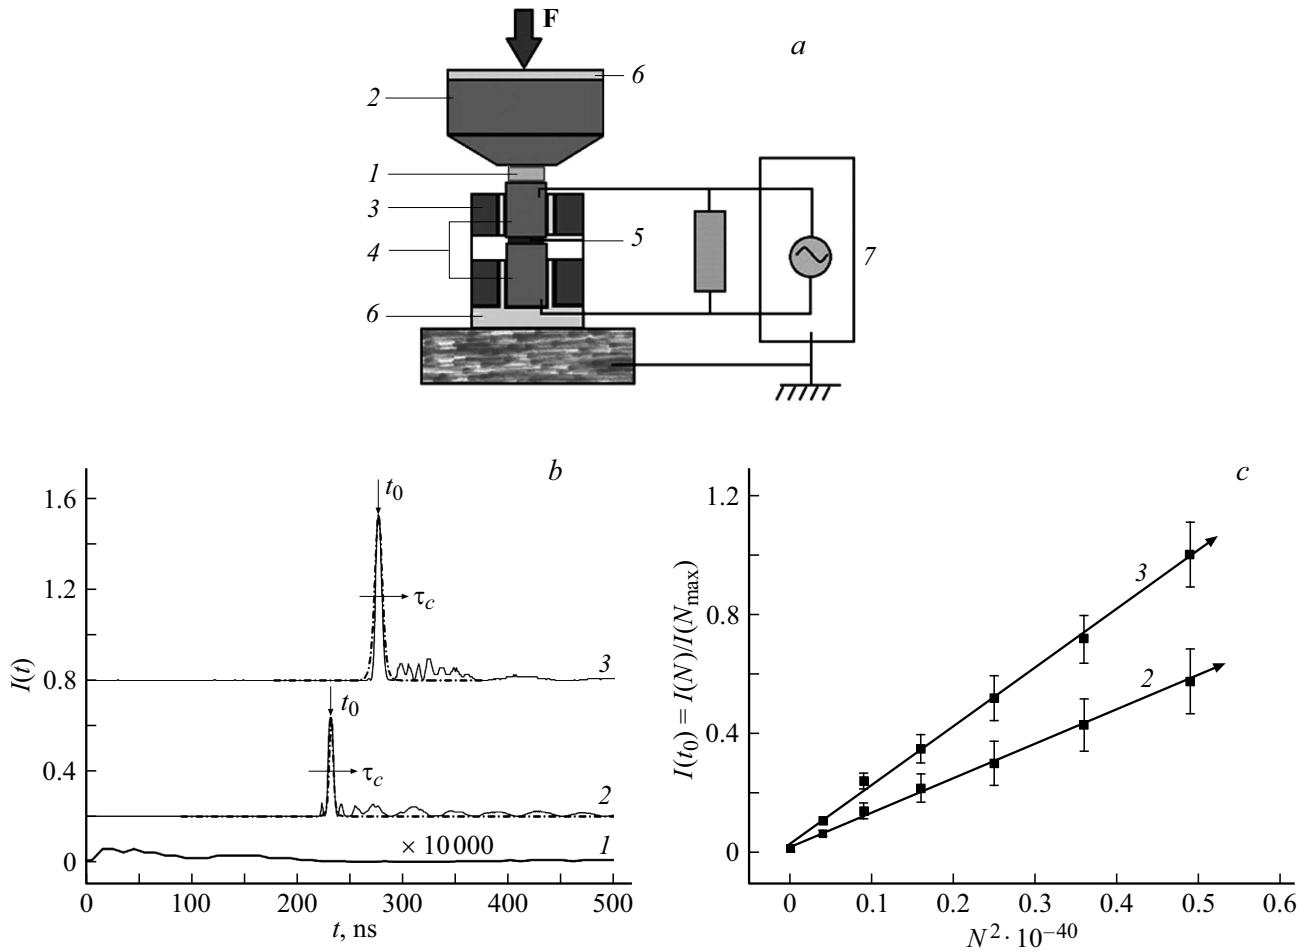 F
a
6
2
1
3
4
5
7
6
b
1.6
1.2
0.8
0.4
0
I(t)
t₀
τ_c
3
t₀
τ_c
2
× 10 000
1
0
100
200
300
400
500
t, ns
c
1.2
0.8
0.4
0
I(t₀) = I(N)/I(N_max)
3
2
0
0.1
0.2
0.3
0.4
0.5
0.6
N² · 10⁻⁴⁰